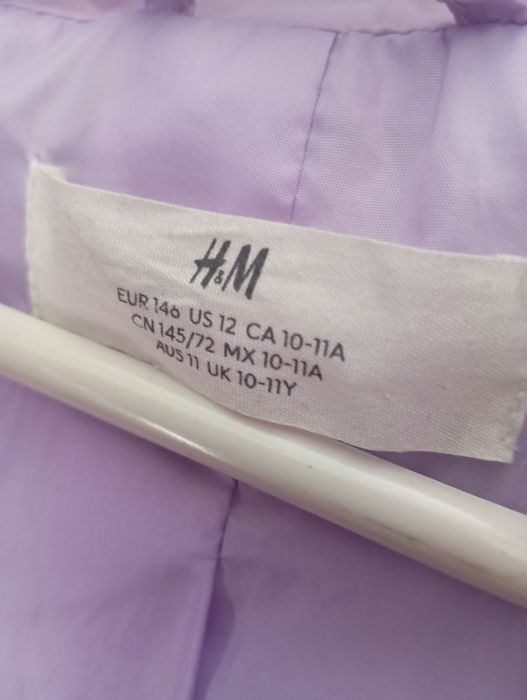 H&M
EUR 146 US 12 CA 10-11A
CN 145/72 MX 10-11A
AUS 11 UK 10-11Y